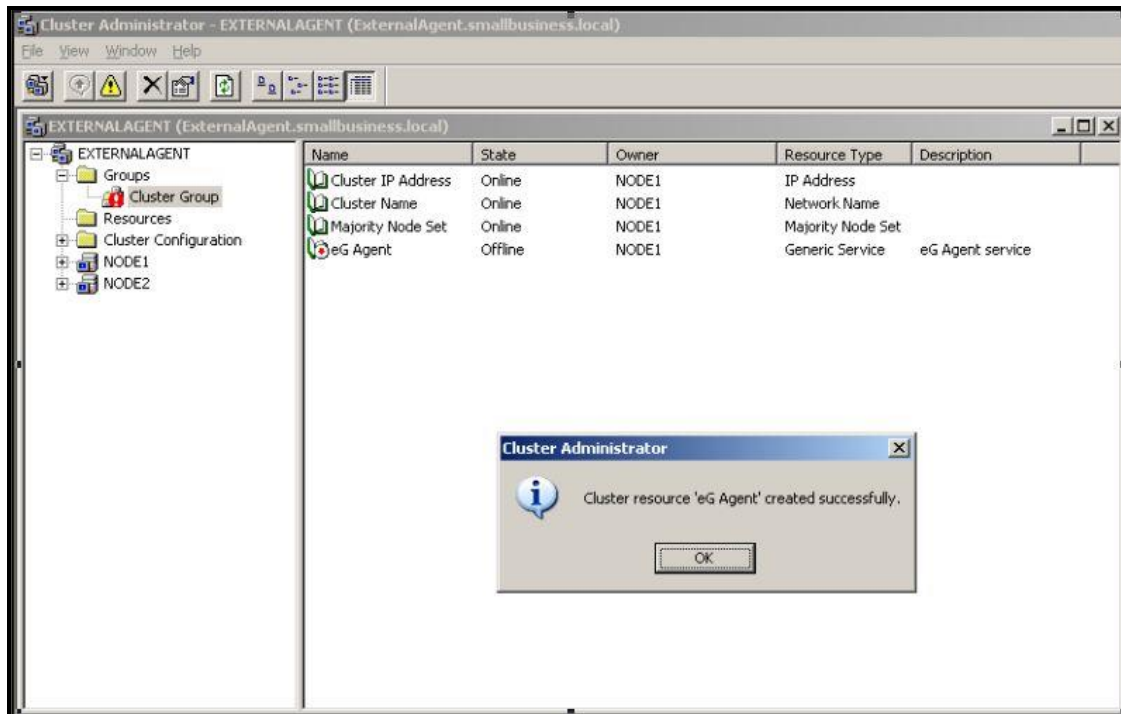 Cluster Administrator - EXTERNALAGENT (ExternalAgent.smallbusiness.local)
File View Window Help
EXTERNALAGENT (ExternalAgent.smallbusiness.local)
EXTERNALAGENT
Groups
Cluster Group
Resources
Cluster Configuration
NODE1
NODE2
Name State Owner Resource Type Description
Cluster IP Address Online NODE1 IP Address
Cluster Name Online NODE1 Network Name
Majority Node Set Online NODE1 Majority Node Set
eG Agent Offline NODE1 Generic Service eG Agent service
Cluster Administrator
Cluster resource 'eG Agent' created successfully.
OK